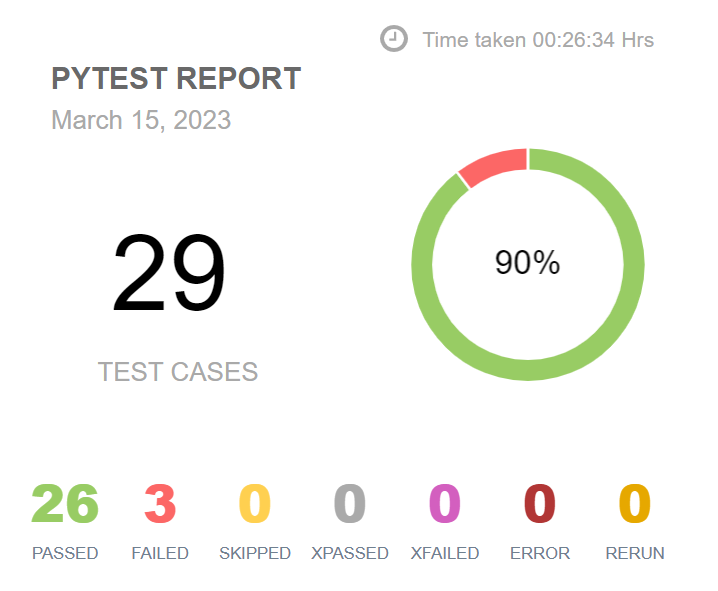 Time taken 00:26:34 Hrs
PYTEST REPORT
March 15, 2023
29
TEST CASES
90%
26 3 0 0 0 0 0
PASSED FAILED SKIPPED XPASSED XFAILED ERROR RERUN